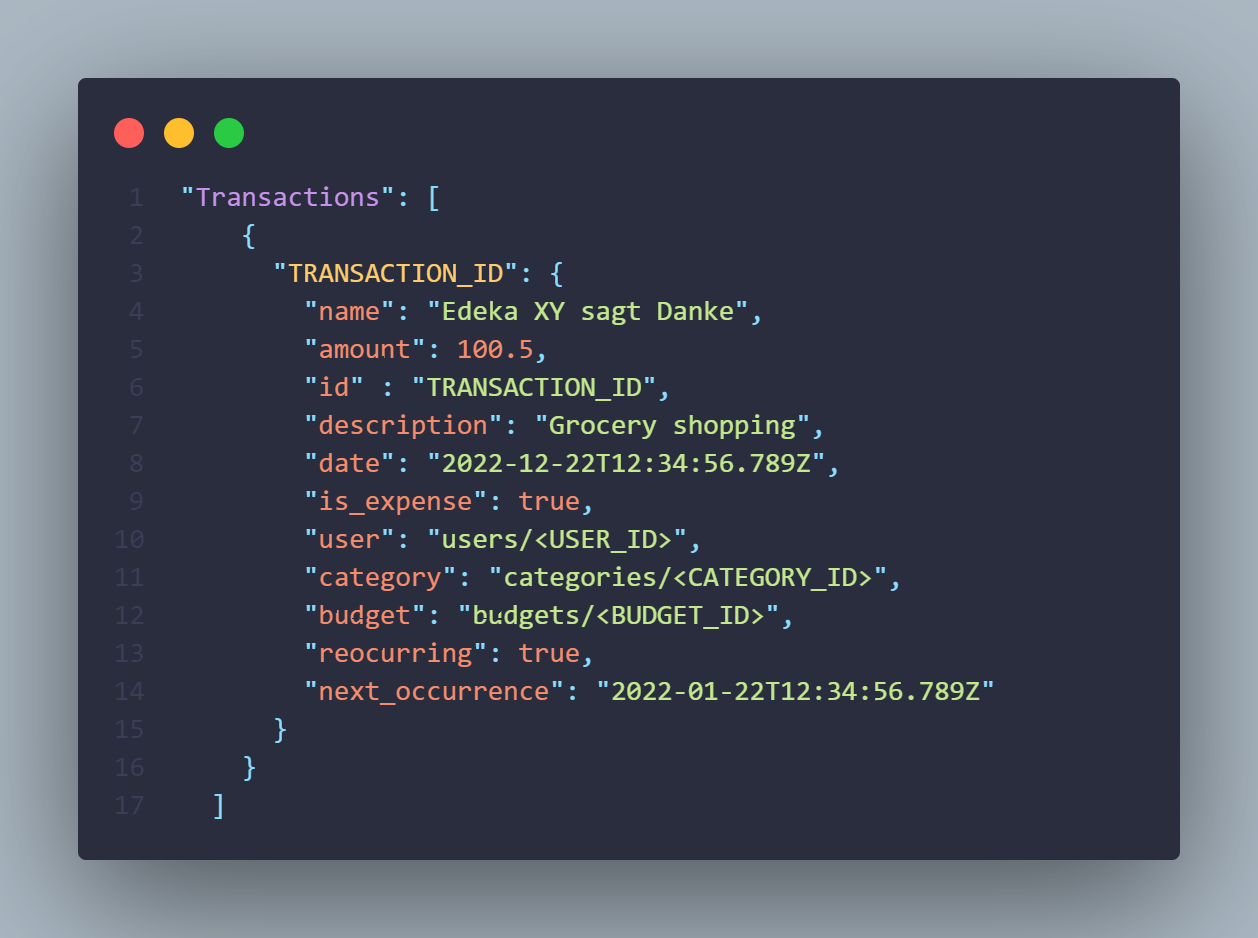 1 "Transactions": [
2 {
3 "TRANSACTION_ID": {
4 "name": "Edeka XY sagt Danke",
5 "amount": 100.5,
6 "id" : "TRANSACTION_ID",
7 "description": "Grocery shopping",
8 "date": "2022-12-22T12:34:56.789Z",
9 "is_expense": true,
10 "user": "users/<USER_ID>",
11 "category": "categories/<CATEGORY_ID>",
12 "budget": "budgets/<BUDGET_ID>",
13 "reocurring": true,
14 "next_occurrence": "2022-01-22T12:34:56.789Z"
15 }
16 }
17 ]